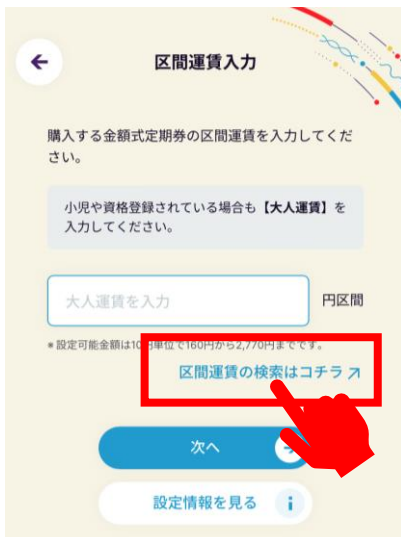 区間運賃入力
購入する金額式定期券の区間運賃を入力してくだ
さい。
小児や資格登録されている場合も【大人運賃】を
入力してください。
大人運賃を入力 円区間
* 設定可能金額は10円単位で160円から2,770円までです。
区間運賃の検索はコチラ
次へ
設定情報を見る i